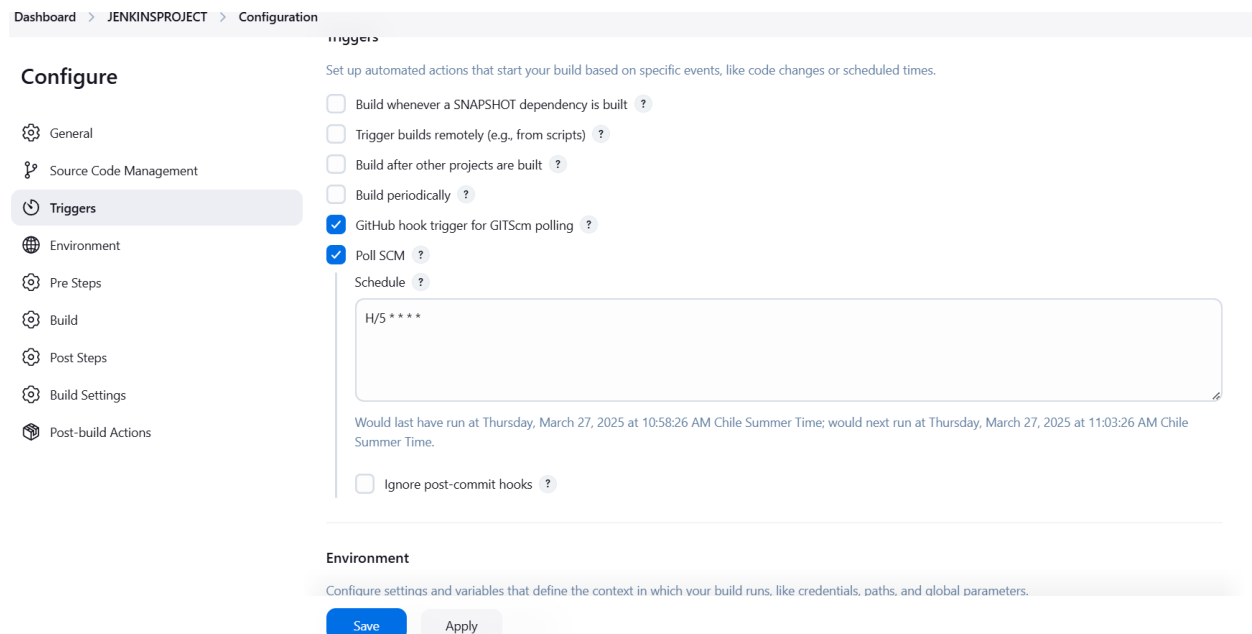 Dashboard > JENKINSPROJECT > Configuration
Triggers
Configure
General
Source Code Management
Triggers
Environment
Pre Steps
Build
Post Steps
Build Settings
Post-build Actions
Set up automated actions that start your build based on specific events, like code changes or scheduled times.
Build whenever a SNAPSHOT dependency is built ?
Trigger builds remotely (e.g., from scripts) ?
Build after other projects are built ?
Build periodically ?
GitHub hook trigger for GITScm polling ?
Poll SCM ?
Schedule ?
H/5 * * * *
Would last have run at Thursday, March 27, 2025 at 10:58:26 AM Chile Summer Time; would next run at Thursday, March 27, 2025 at 11:03:26 AM Chile
Summer Time.
Ignore post-commit hooks ?
Environment
Configure settings and variables that define the context in which your build runs, like credentials, paths, and global parameters.
Save
Apply